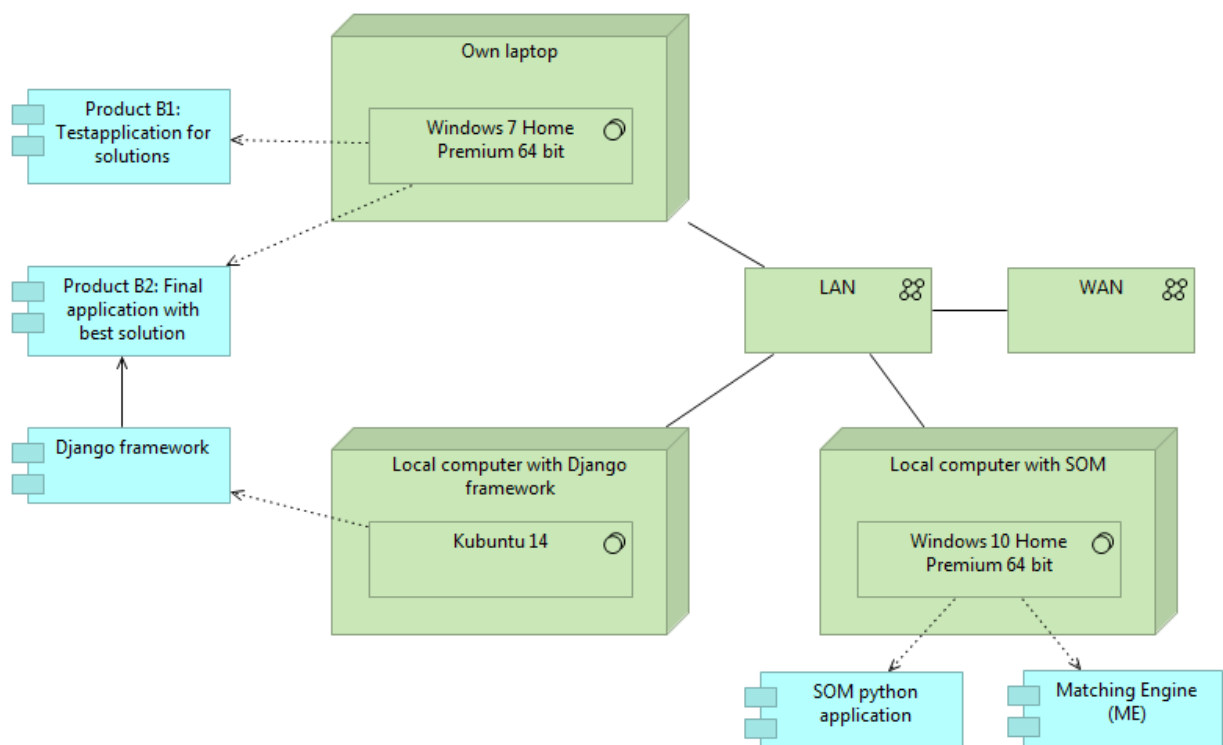 Own laptop
Product B1:
Testapplication for
solutions
Windows 7 Home
Premium 64 bit
Product B2: Final
application with
best solution
LAN
WAN
Django framework
Local computer with Django
framework
Kubuntu 14
Local computer with SOM
Windows 10 Home
Premium 64 bit
SOM python
application
Matching Engine
(ME)